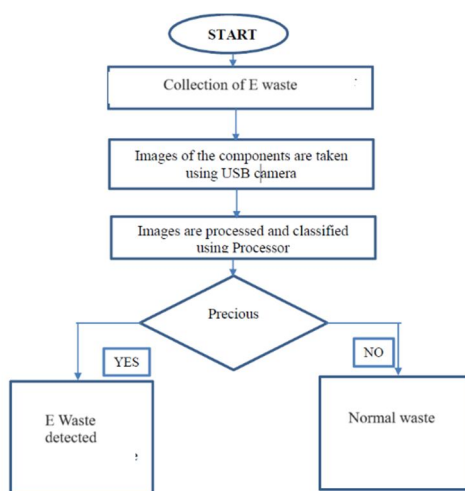 START
Collection of E waste
Images of the components are taken
using USB camera
Images are processed and classified
using Processor
Precious
YES
NO
E Waste
detected
Normal waste